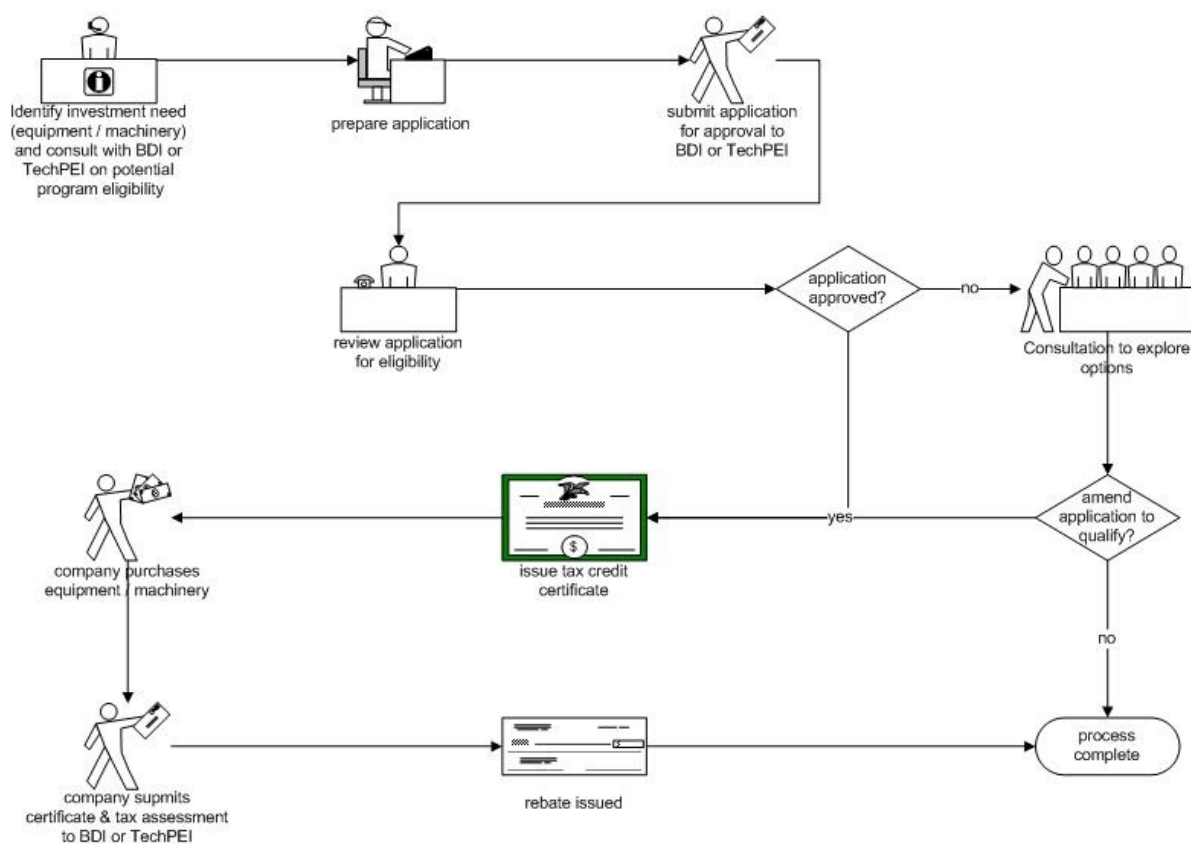 Identify investment need
(equipment / machinery)
and consult with BDI or
TechPEI on potential
program eligibility
prepare application
submit application
for approval to
BDI or TechPEI
review application
for eligibility
application
approved?
no
Consultation to explore
options
company purchases
equipment / machinery
$
issue tax credit
certificate
yes
amend
application to
qualify?
no
company supmits
certificate & tax assessment
to BDI or TechPEI
rebate issued
process
complete